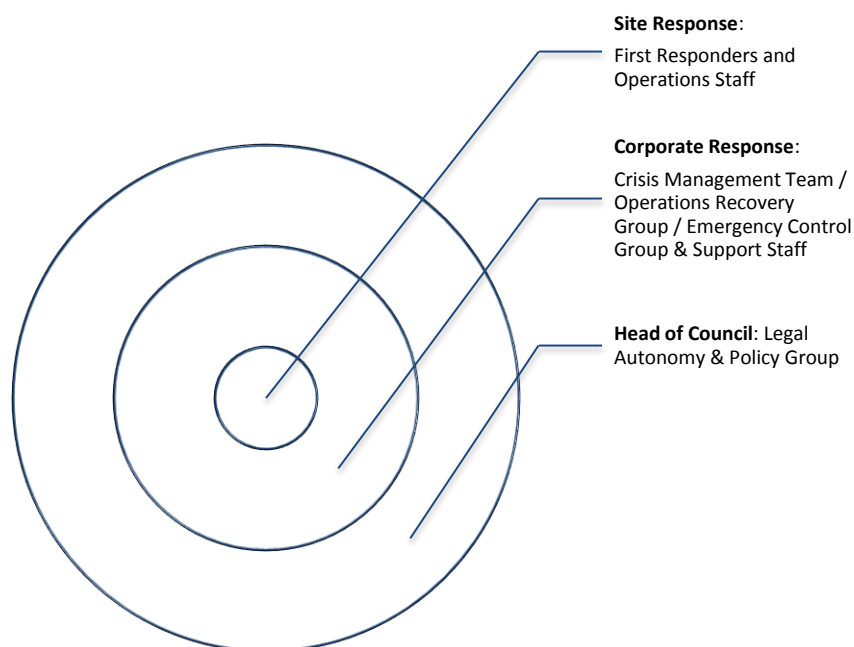 Site Response:
First Responders and
Operations Staff
Corporate Response:
Crisis Management Team /
Operations Recovery
Group / Emergency Control
Group & Support Staff
Head of Council: Legal
Autonomy & Policy Group